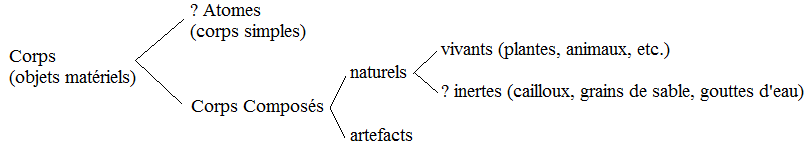 ? Atomes
(corps simples)
Corps
(objets matériels)
vivants (plantes, animaux, etc.)
naturels
? inertes (cailloux, grains de sable, gouttes d'eau)
Corps Composés
artefacts